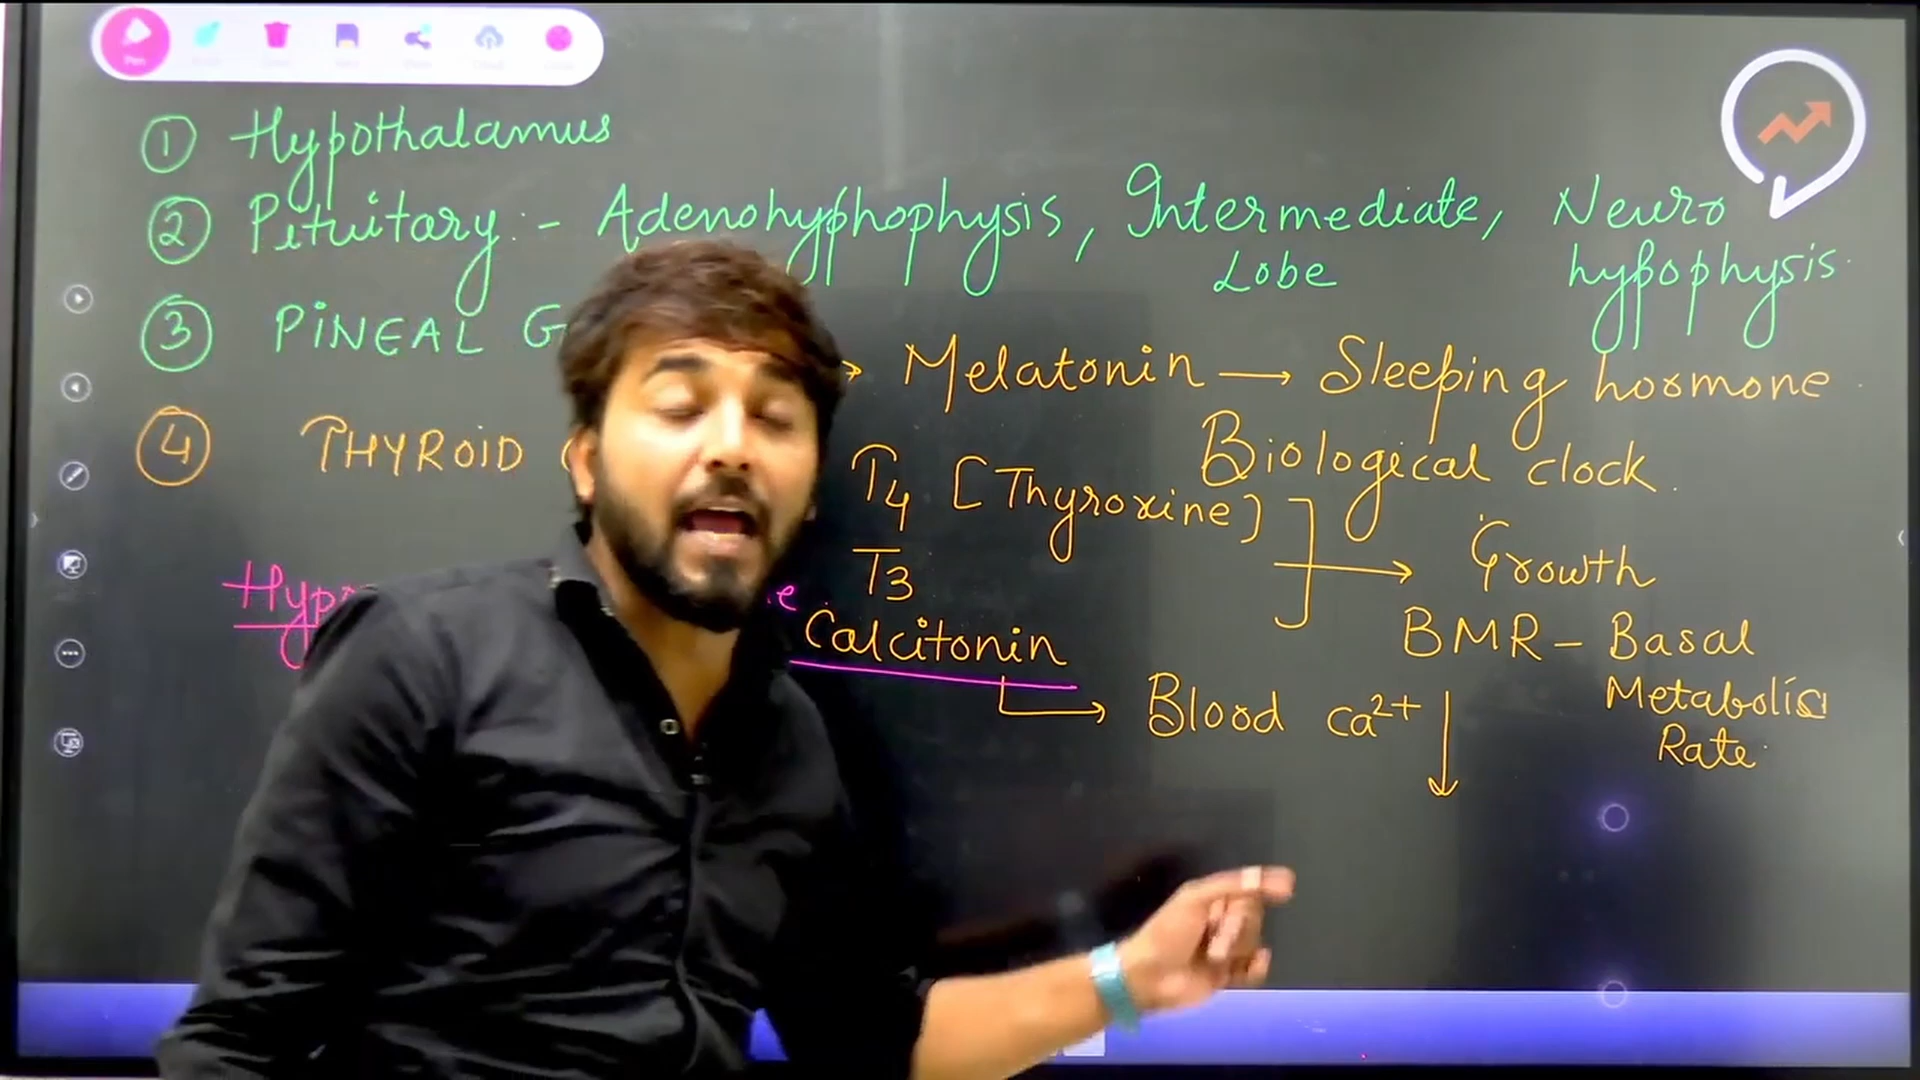 ① Hypothalamus
② Pituitary :- Adenohyphophysis, Intermediate Lobe, Neuro hypophysis
③ PINEAL G
→ Melatonin → Sleeping hormone
Biological clock
④ THYROID
T4 [Thyroxine]
T3
Growth
BMR - Basal Metabolic Rate
Calcitonin
Blood ca2+ ↓